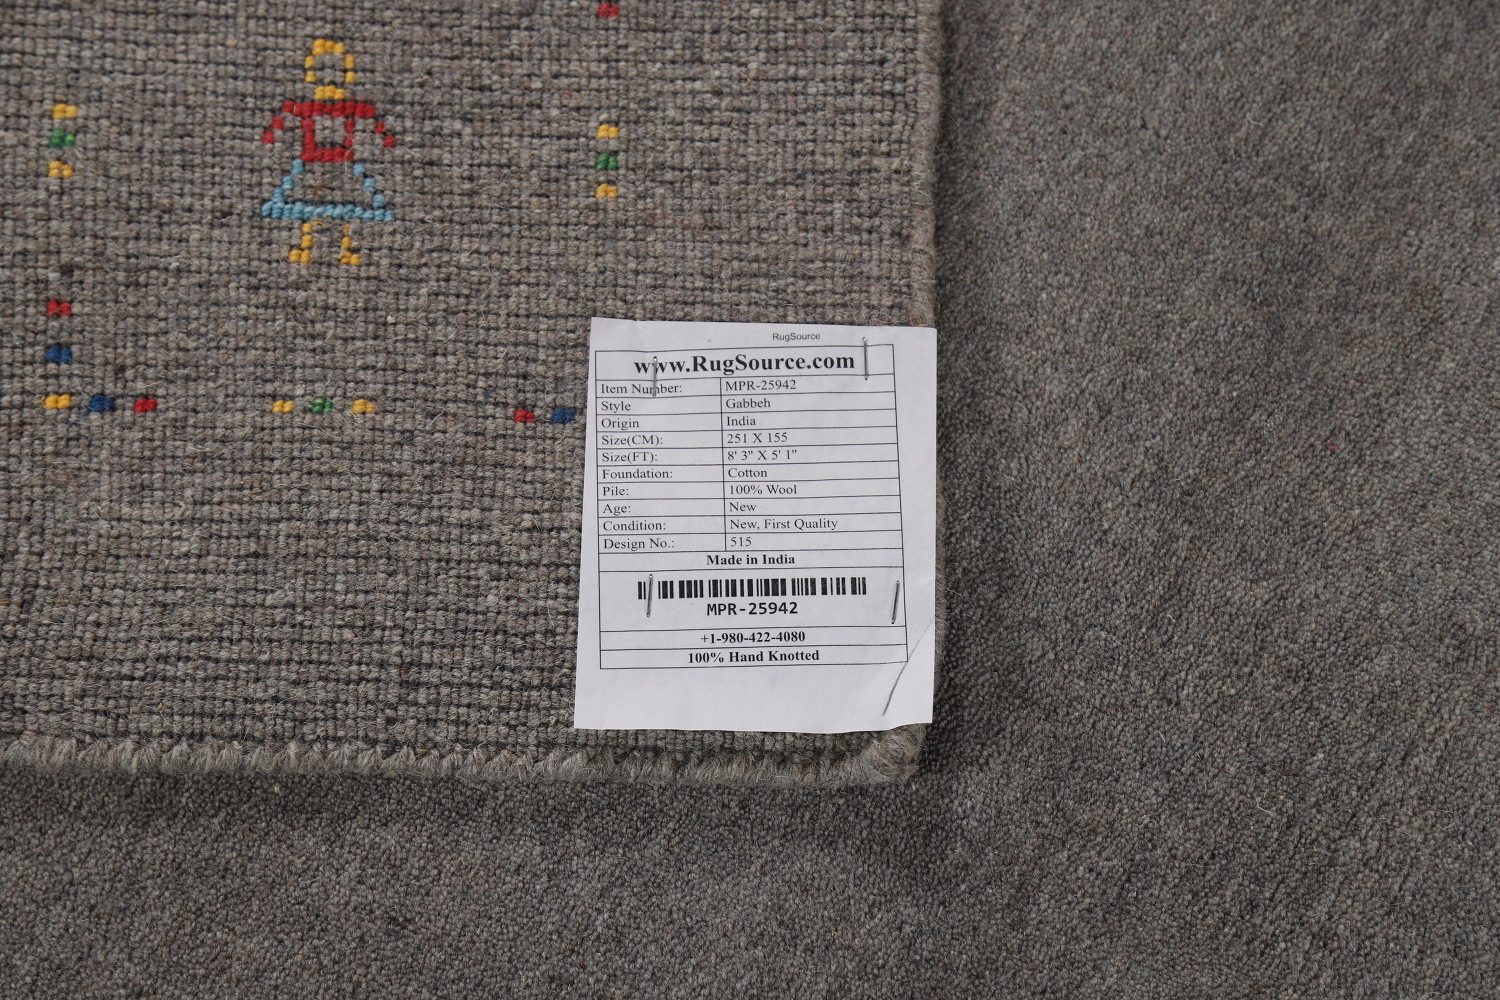 RugSource
www.RugSource.com
Item Number: MPR-25942
Style Gabbeh
Origin India
Size(CM): 251 X 155
Size(FT): 8' 3" X 5' 1"
Foundation: Cotton
Pile: 100% Wool
Age: New
Condition: New, First Quality
Design No.: 515
Made in India
MPR-25942
+1-980-422-4080
100% Hand Knotted